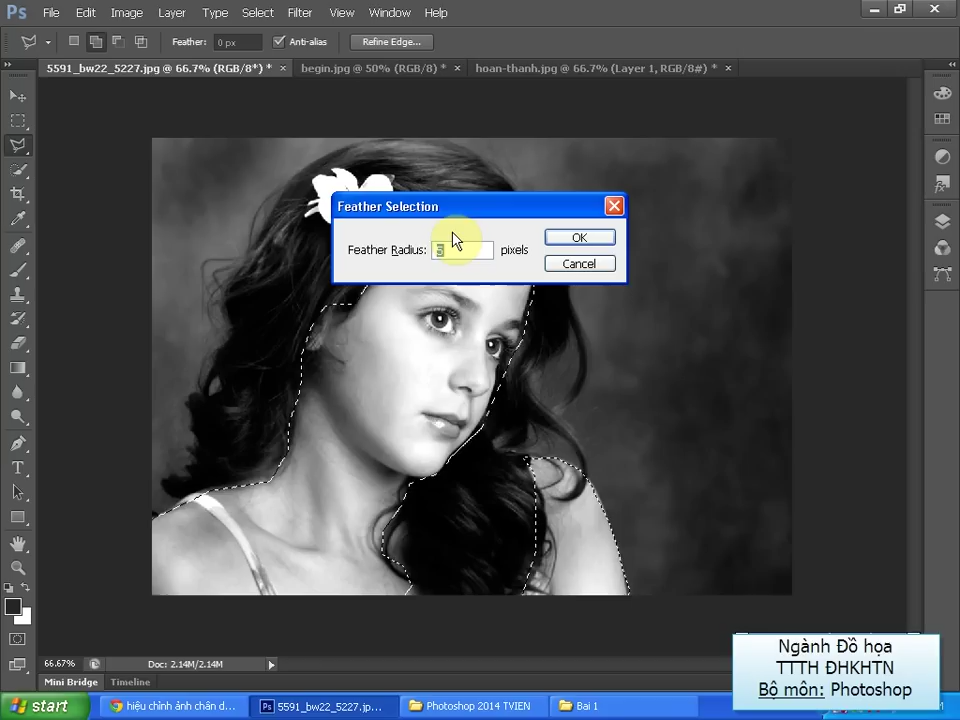 Ps File Edit Image Layer Type Select Filter View Window Help
Feather: 0 px Anti-alias Refine Edge...
5591_bw22_5227.jpg @ 66.7% (RGB/8*) * × begin.jpg @ 50% (RGB/8) * × hoan-thanh.jpg @ 66.7% (Layer 1, RGB/8#) * ×
Feather Selection
Feather Radius: 5 pixels
OK
Cancel
66.67% Doc: 2.14M/2.14M
Mini Bridge Timeline
Ngành Đồ họa
TTTH ĐHKHTN
Bộ môn: Photoshop
start hiệu chỉnh ảnh chân d... Ps 5591_bw22_5227.jp... Photoshop 2014 TVIEN Bai 1